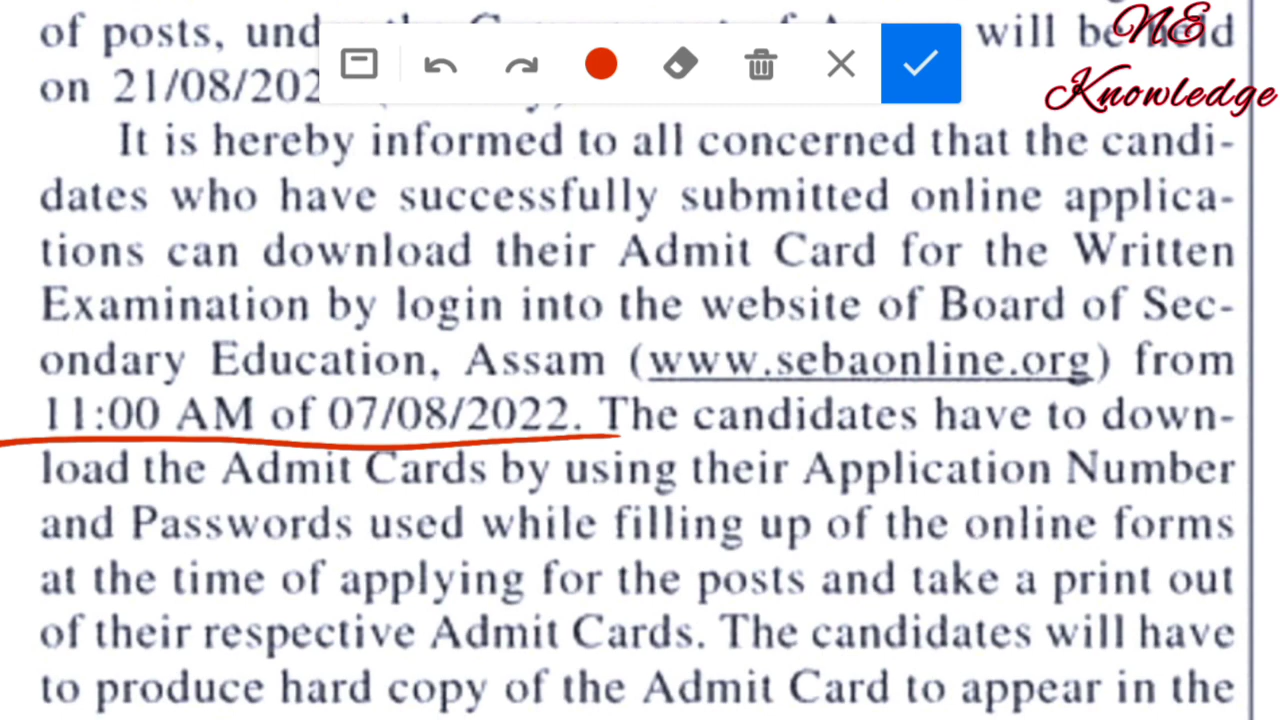 of posts, und will be held
on 21/08/202
It is hereby informed to all concerned that the candi-
dates who have successfully submitted online applica-
tions can download their Admit Card for the Written
Examination by login into the website of Board of Sec-
ondary Education, Assam (www.sebaonline.org) from
11:00 AM of 07/08/2022. The candidates have to down-
load the Admit Cards by using their Application Number
and Passwords used while filling up of the online forms
at the time of applying for the posts and take a print out
of their respective Admit Cards. The candidates will have
to produce hard copy of the Admit Card to appear in the
NE
Knowledge